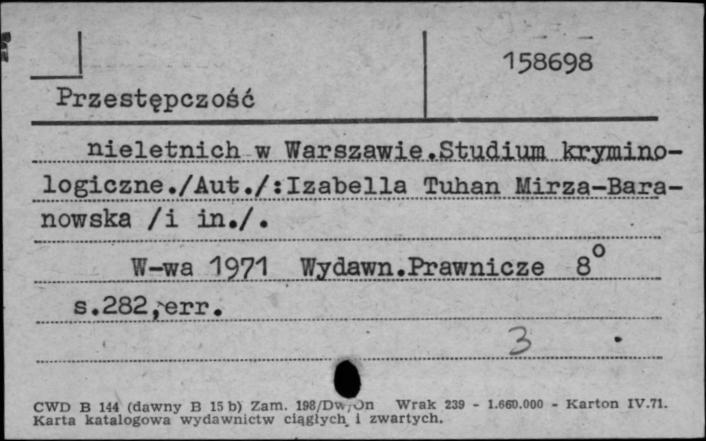 158698
Przestępczość
nieletnich w Warszawie.Studium krymino-
logiczne./Aut./:Izabella Tuhan Mirza-Bara-
nowska /i in./.
W-wa 1971 Wydawn.Prawnicze 8°
s.282,err.
3
CWD B 144 (dawny B 15 b) Zam. 198/Dw/On Wrak 239 - 1.660.000 - Karton IV.71.
Karta katalogowa wydawnictw ciągłych i zwartych.